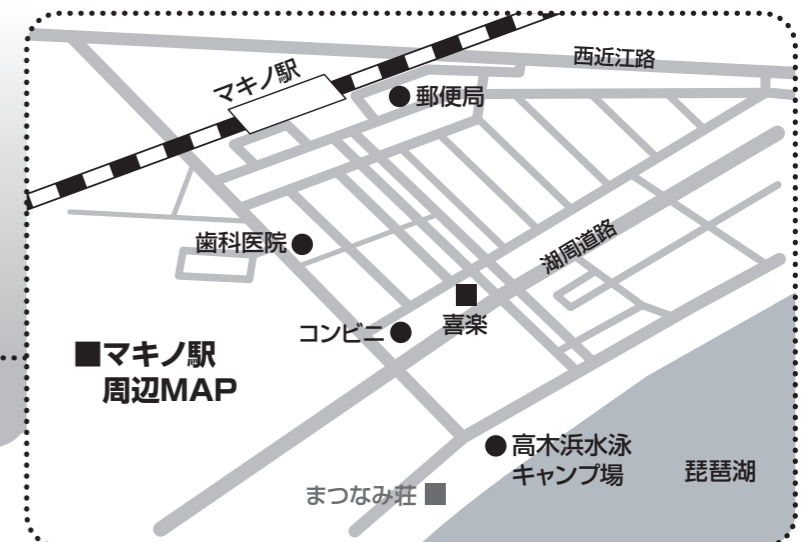 西近江路
マキノ駅
郵便局
歯科医院
湖周道路
喜楽
コンビニ
■マキノ駅
周辺MAP
高木浜水泳
キャンプ場
琵琶湖
まつなみ荘